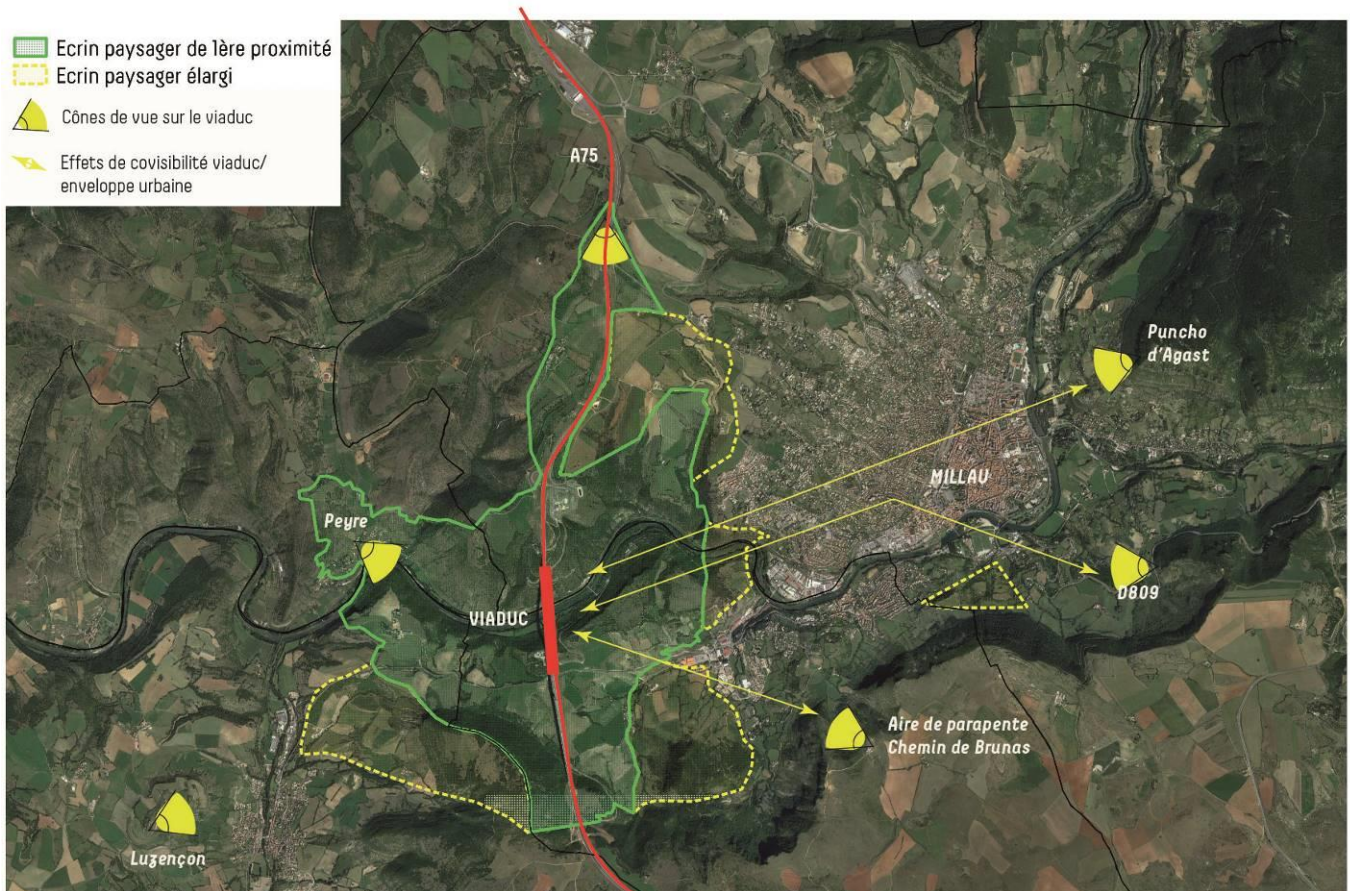 Ecrin paysager de 1ère proximité
Ecrin paysager élargi
Cônes de vue sur le viaduc
Effets de covisibilité viaduc/
enveloppe urbaine
A75
Puncho
d'Agast
MILLAU
Peyre
D809
VIADUC
Aire de parapente
Chemin de Brunas
Luzençon